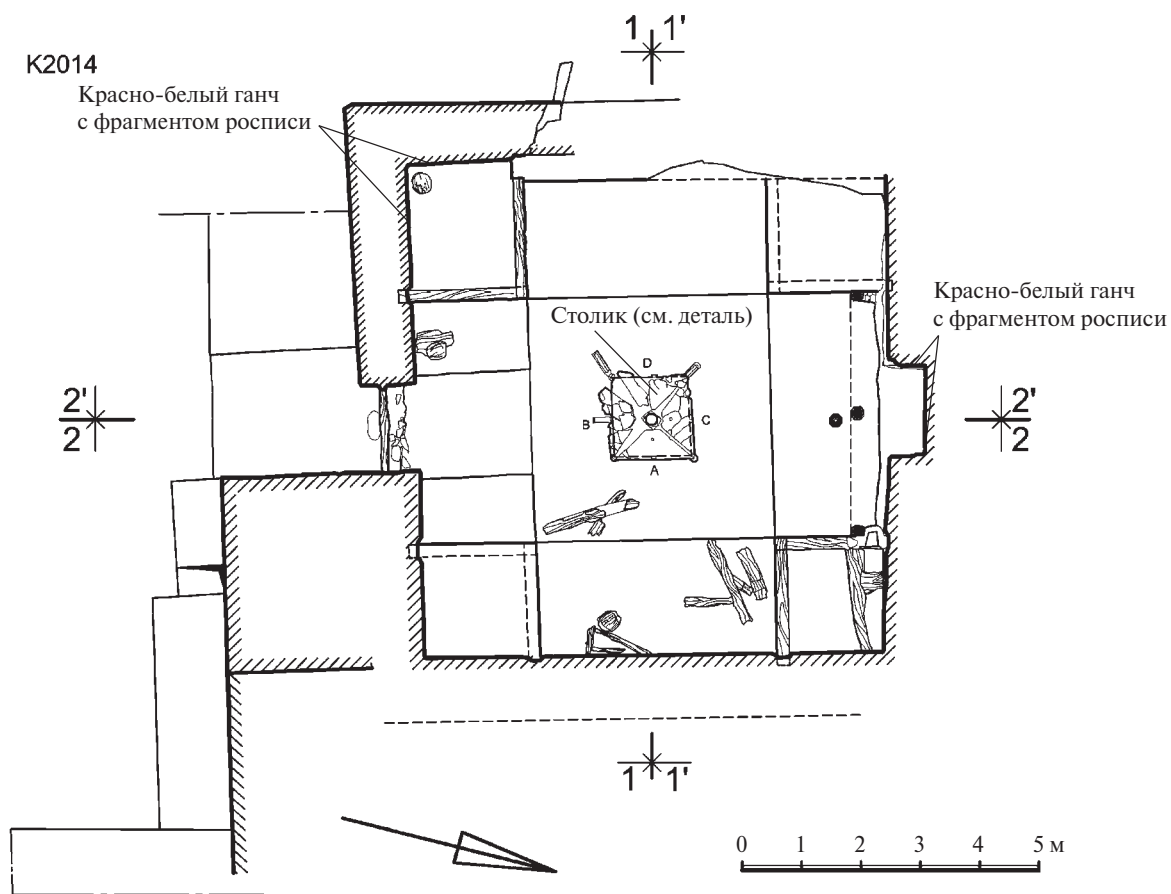 1 1'
K2014
Красно-белый ганч
с фрагментом росписи
Красно-белый ганч
с фрагментом росписи
Столик (см. деталь)
D
B
C
A
2'
2
2'
2
1 1'
0 1 2 3 4 5 м